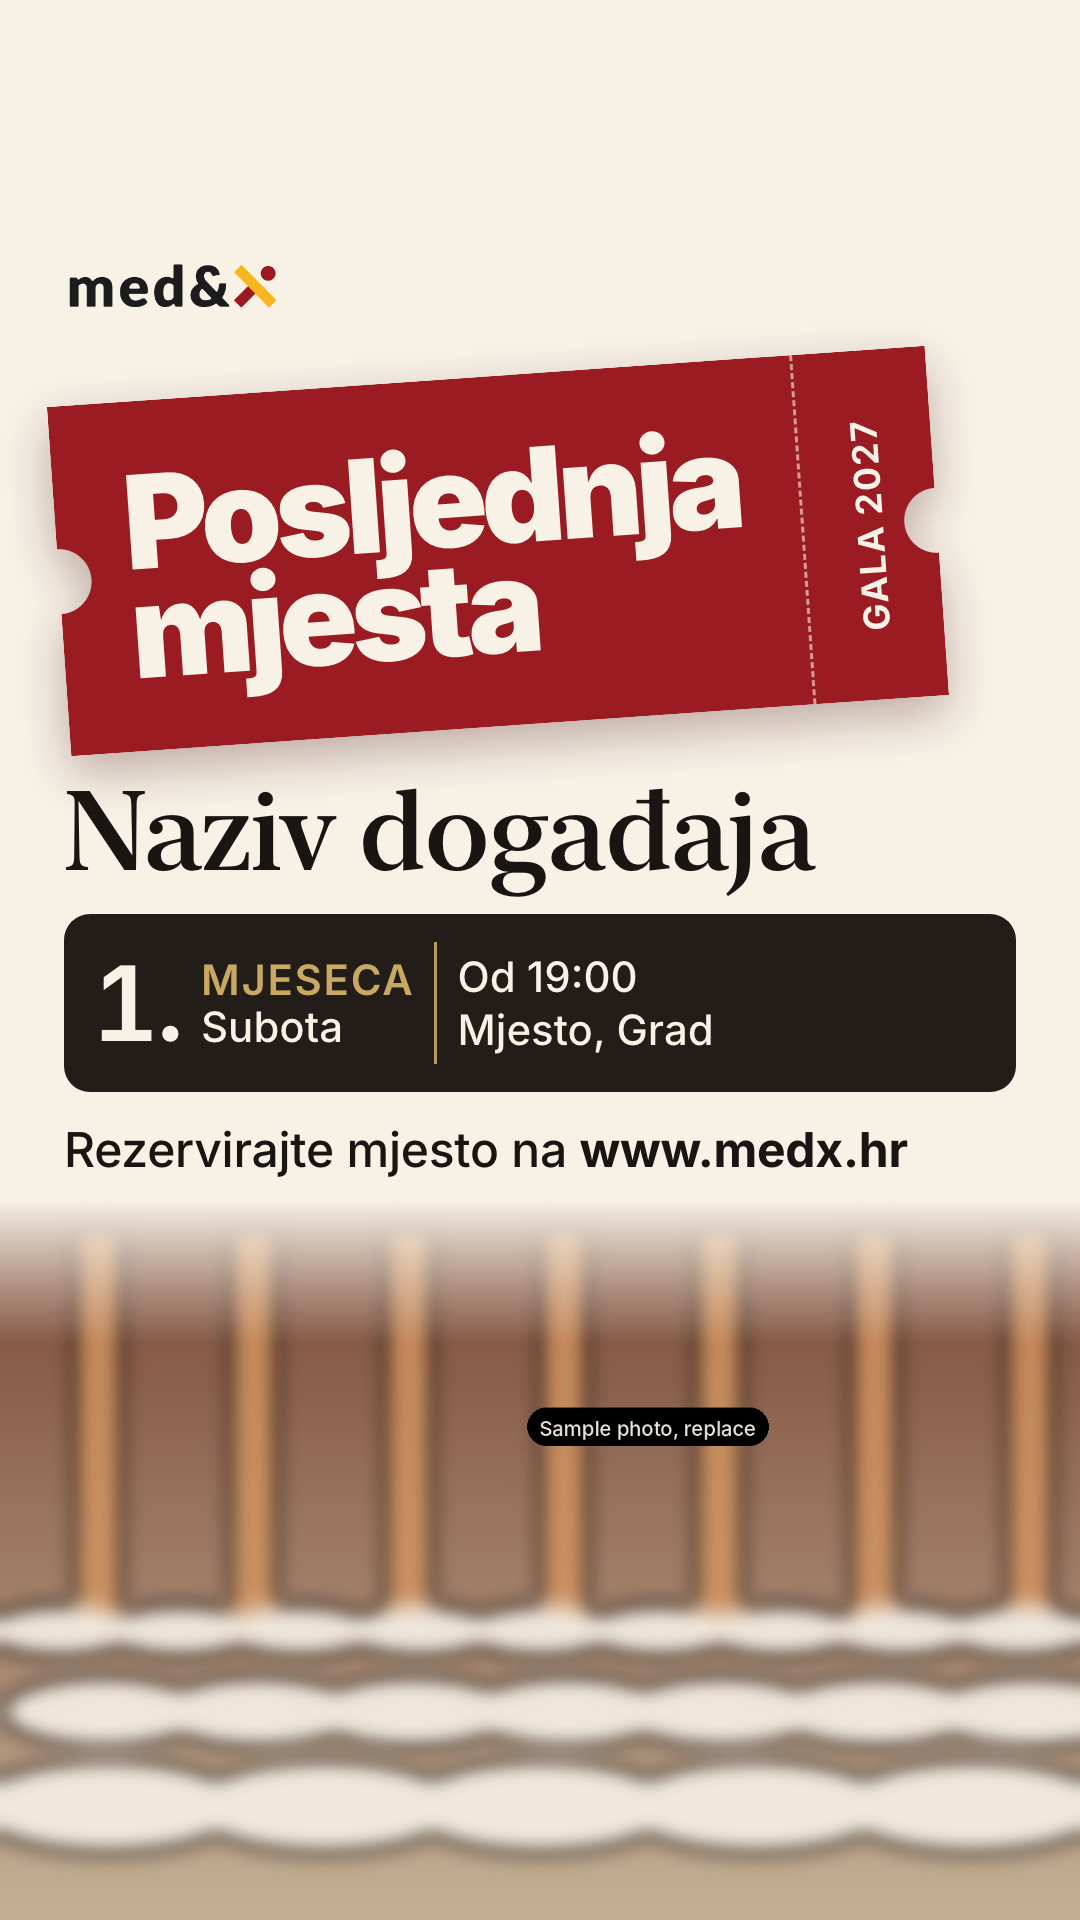 med&x
Posljednja
mjesta
GALA 2027
Naziv događaja
1. MJESECA
Subota
Od 19:00
Mjesto, Grad
Rezervirajte mjesto na www.medx.hr
Sample photo, replace